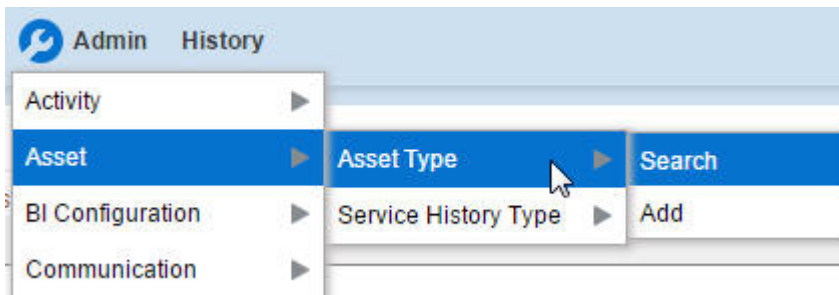 Admin History
Activity
Asset Asset Type Search
BI Configuration Service History Type Add
Communication